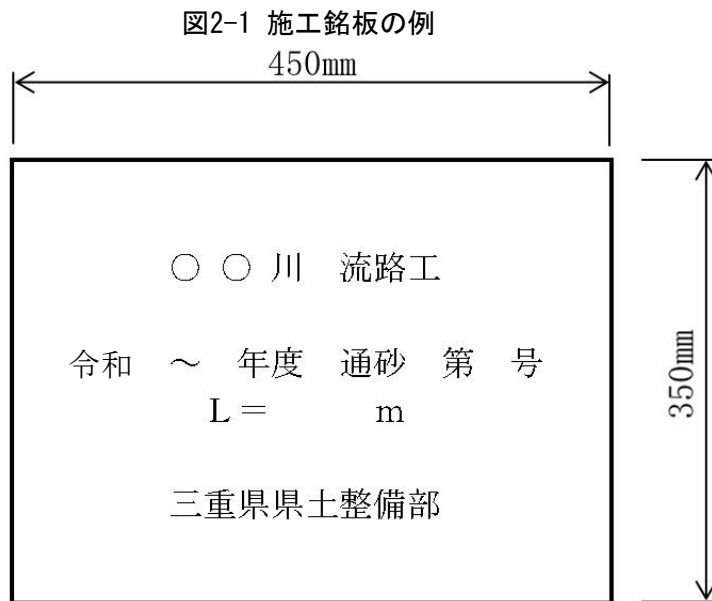 図2-1 施工銘板の例
450mm
○ ○ 川 流路工
令和 ～ 年度 通砂 第 号
L = m
三重県県土整備部
350mm